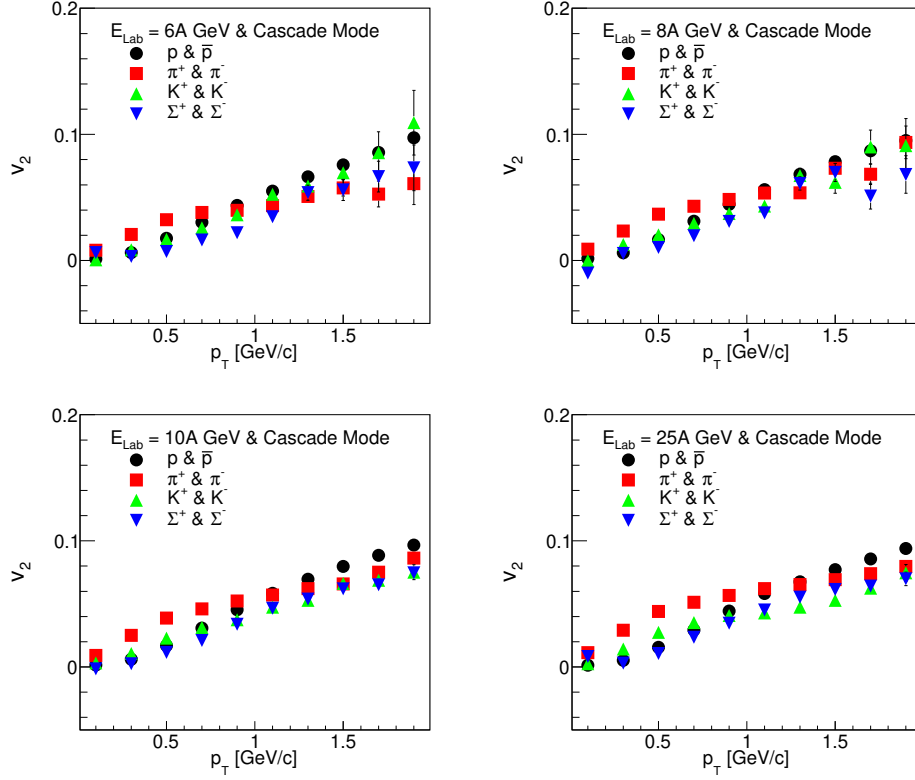 E_Lab = 6A GeV & Cascade Mode
p & p̅
π⁺ & π⁻
K⁺ & K⁻
Σ⁺ & Σ⁻
0.2
0.1
0
v₂
0.5 1 1.5
p_T [GeV/c]
E_Lab = 8A GeV & Cascade Mode
p & p̅
π⁺ & π⁻
K⁺ & K⁻
Σ⁺ & Σ⁻
0.2
0.1
0
v₂
0.5 1 1.5
p_T [GeV/c]
E_Lab = 10A GeV & Cascade Mode
p & p̅
π⁺ & π⁻
K⁺ & K⁻
Σ⁺ & Σ⁻
0.2
0.1
0
v₂
0.5 1 1.5
p_T [GeV/c]
E_Lab = 25A GeV & Cascade Mode
p & p̅
π⁺ & π⁻
K⁺ & K⁻
Σ⁺ & Σ⁻
0.2
0.1
0
v₂
0.5 1 1.5
p_T [GeV/c]